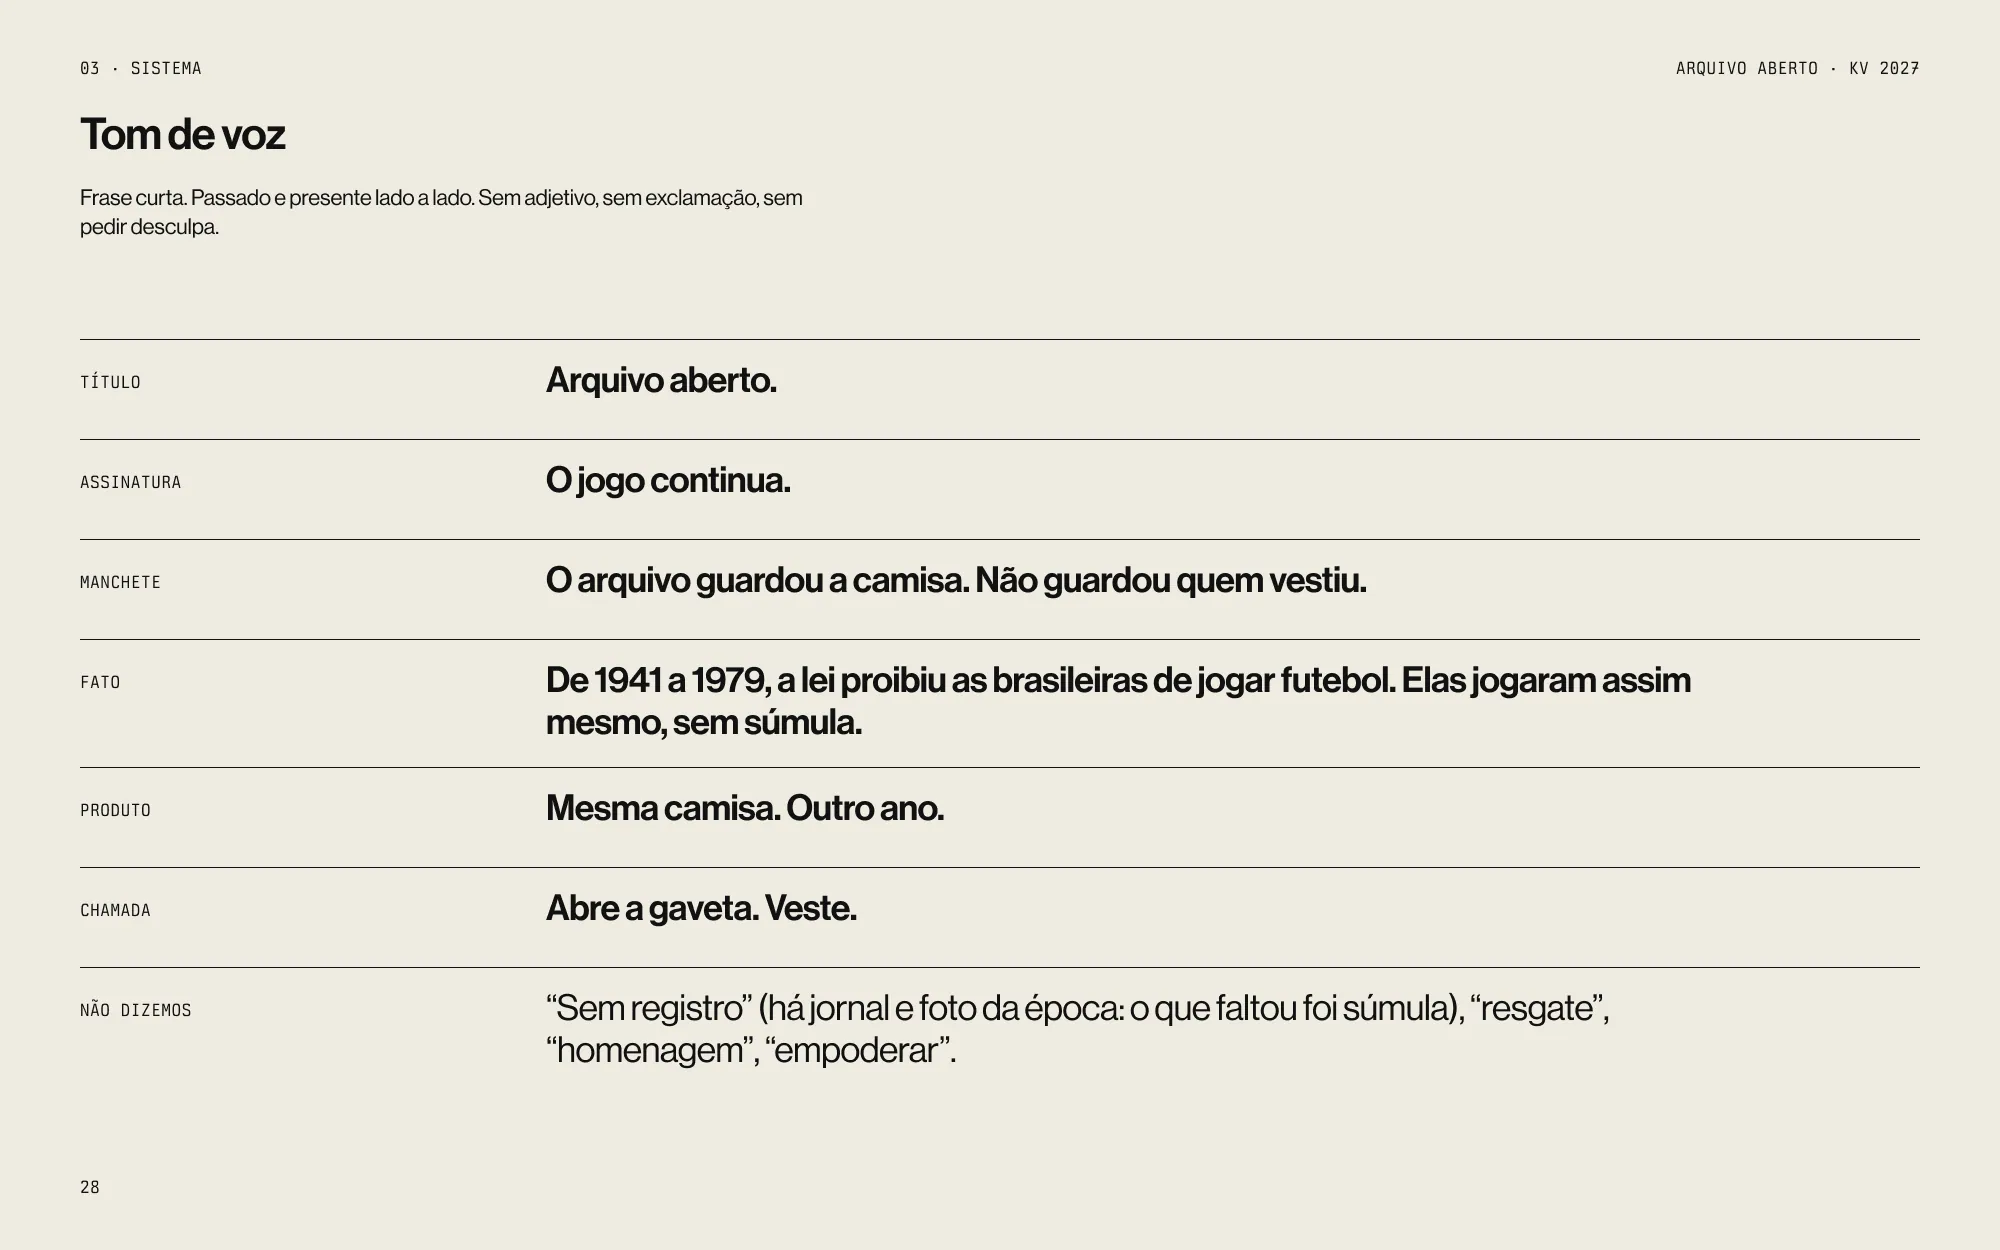 03 · SISTEMA
ARQUIVO ABERTO · KV 2027
Tom de voz
Frase curta. Passado e presente lado a lado. Sem adjetivo, sem exclamação, sem
pedir desculpa.
TÍTULO
Arquivo aberto.
ASSINATURA
O jogo continua.
MANCHETE
O arquivo guardou a camisa. Não guardou quem vestiu.
FATO
De 1941 a 1979, a lei proibiu as brasileiras de jogar futebol. Elas jogaram assim
mesmo, sem súmula.
PRODUTO
Mesma camisa. Outro ano.
CHAMADA
Abre a gaveta. Veste.
NÃO DIZEMOS
“Sem registro” (há jornal e foto da época: o que faltou foi súmula), “resgate”,
“homenagem”, “empoderar”.
28